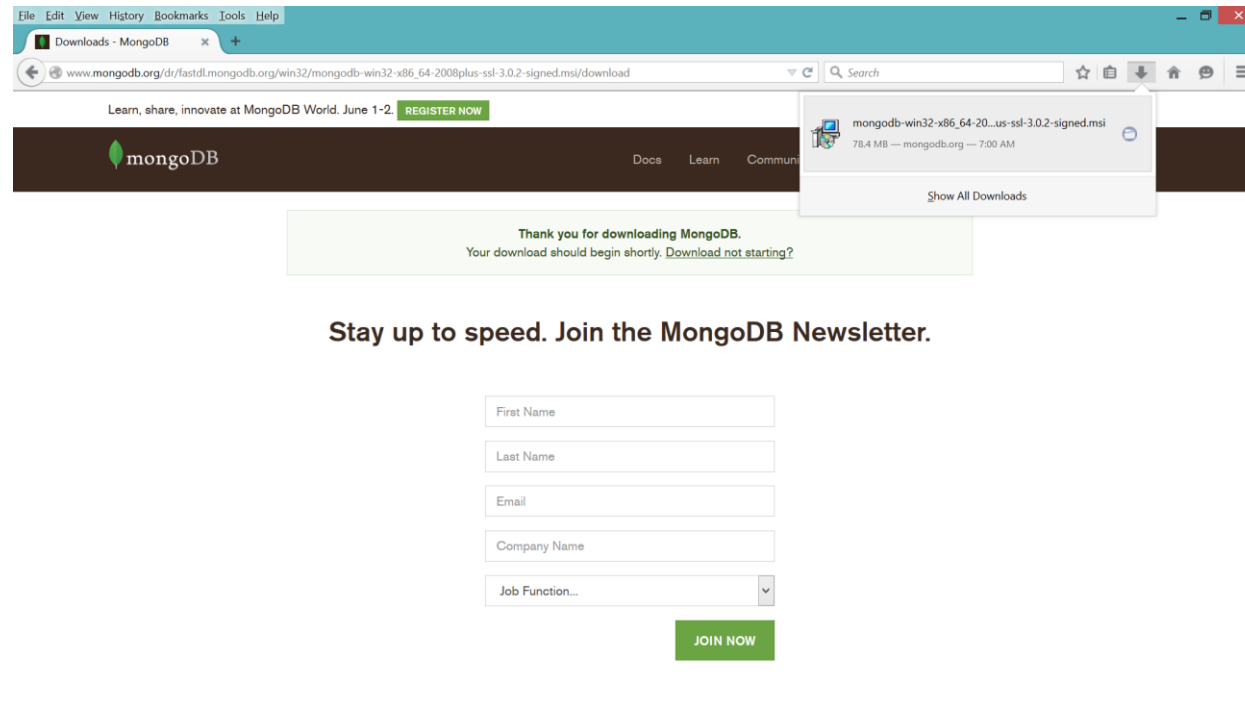 File Edit View History Bookmarks Tools Help
Downloads - MongoDB
www.mongodb.org/dr/fastdl.mongodb.org/win32/mongodb-win32-x86_64-2008plus-ssl-3.0.2-signed.msi/download
Search
Learn, share, innovate at MongoDB World. June 1-2. REGISTER NOW
mongodb-win32-x86_64-20...us-ssl-3.0.2-signed.msi
78.4 MB — mongodb.org — 7:00 AM
Show All Downloads
mongoDB
Docs Learn Communi
Thank you for downloading MongoDB.
Your download should begin shortly. Download not starting?
Stay up to speed. Join the MongoDB Newsletter.
First Name
Last Name
Email
Company Name
Job Function...
JOIN NOW